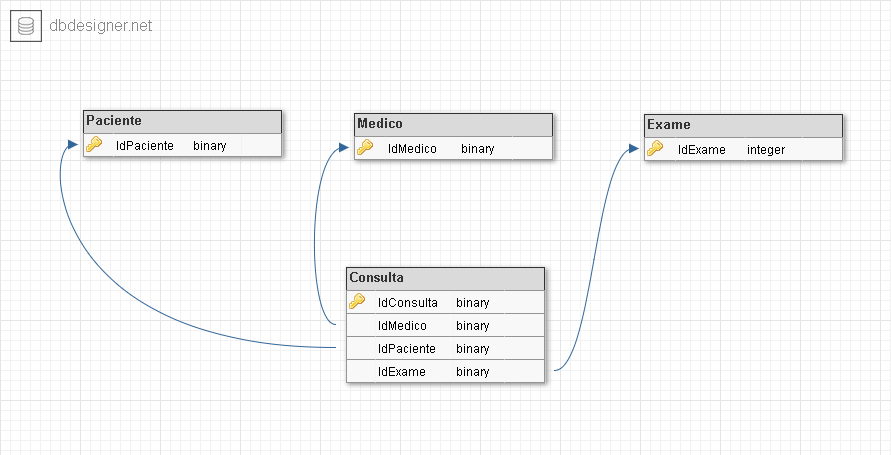 dbdesigner.net
Paciente
IdPaciente binary
Medico
IdMedico binary
Exame
IdExame integer
Consulta
IdConsulta binary
IdMedico binary
IdPaciente binary
IdExame binary